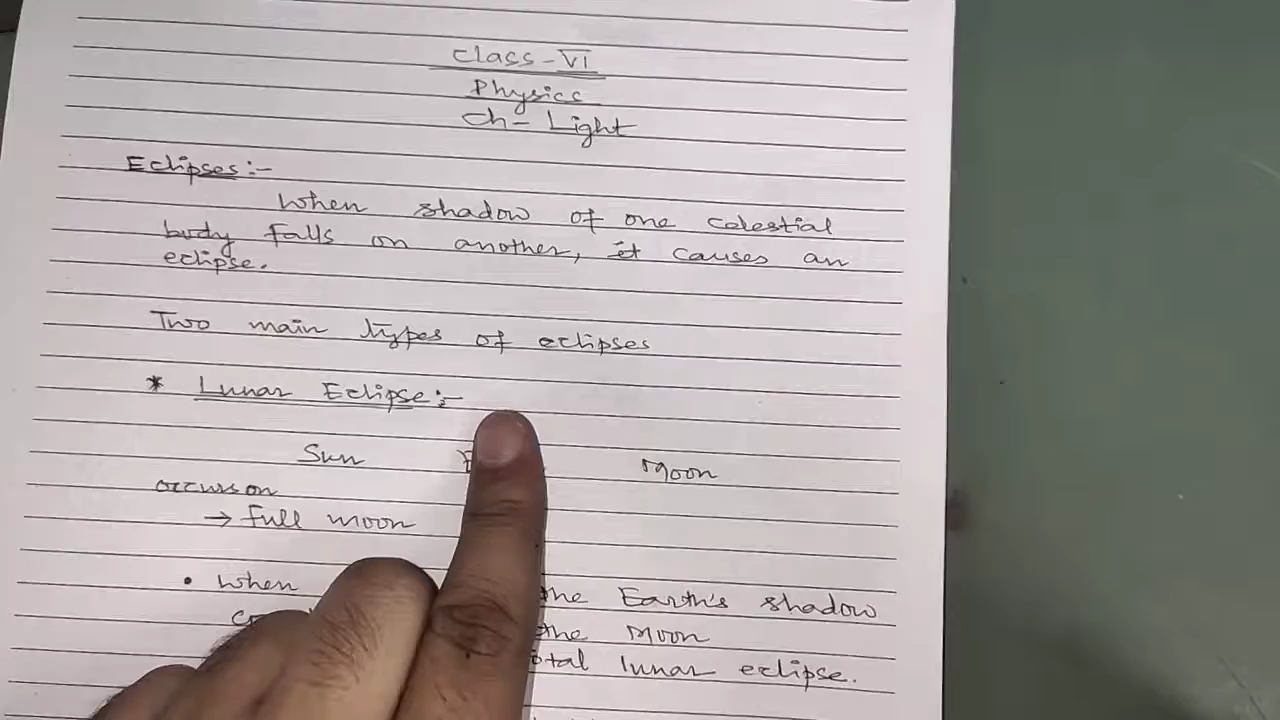 Class-VI
Physics
Ch- Light
Eclipses:-
When shadow of one celestial
body falls on another, it causes an
eclipse.
Two main types of eclipses
* Lunar Eclipse:-
Sun Moon
occurs on
→ full moon
• When the Earth's shadow
the Moon
lunar eclipse.